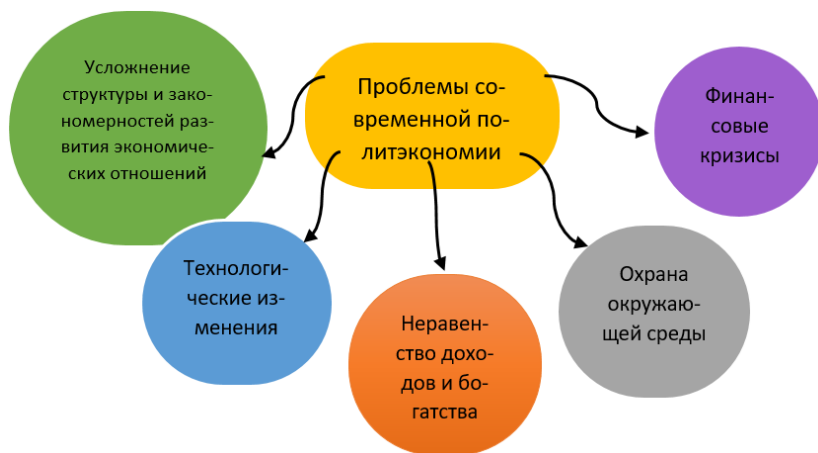 Проблемы со-
временной по-
литэкономии
Усложнение
структуры и зако-
номерностей раз-
вития экономиче-
ских отношений
Технологи-
ческие из-
менения
Неравен-
ство дохо-
дов и бо-
гатства
Охрана
окружаю-
щей среды
Финан-
совые
кризисы